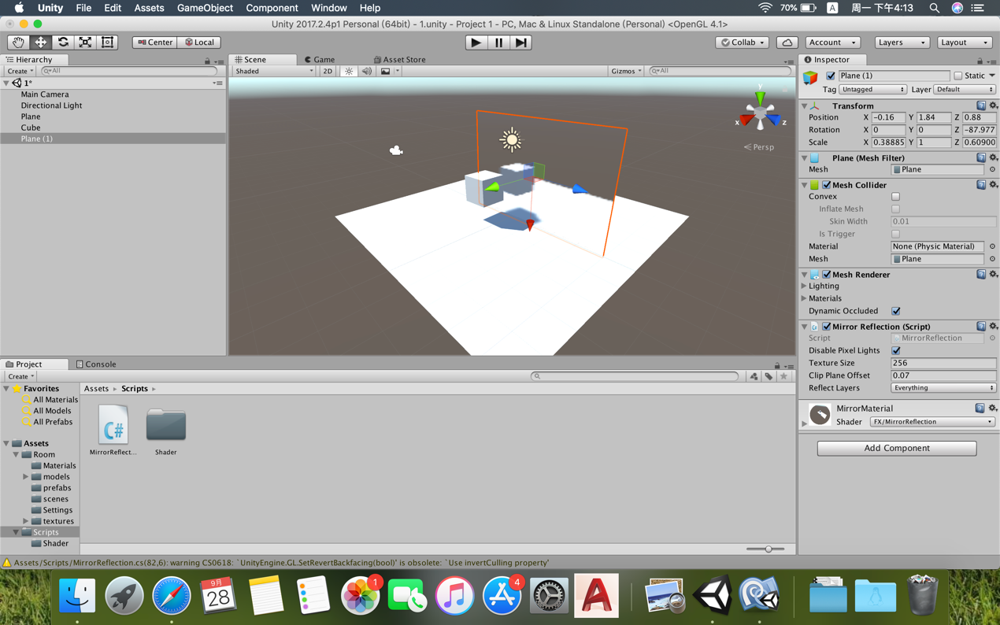 Unity File Edit Assets GameObject Component Window Help 70% A 周一 下午4:13
Unity 2017.2.4p1 Personal (64bit) - 1.unity - Project 1 - PC, Mac & Linux Standalone (Personal) <OpenGL 4.1>
Center Local Collab Account Layers Layout
Hierarchy
Create All
1*
Main Camera
Directional Light
Plane
Cube
Plane (1)
Scene Game Asset Store
Shaded 2D Gizmos All
y
x z
Persp
Inspector
Plane (1) Static
Tag Untagged Layer Default
Transform
Position X -0.16 Y 1.84 Z 0.88
Rotation X 0 Y 0 Z -87.977
Scale X 0.38885 Y 1 Z 0.60900
Plane (Mesh Filter)
Mesh Plane
Mesh Collider
Convex
Inflate Mesh
Skin Width 0.01
Is Trigger
Material None (Physic Material)
Mesh Plane
Mesh Renderer
Lighting
Materials
Dynamic Occluded
Mirror Reflection (Script)
Script MirrorReflection
Disable Pixel Lights
Texture Size 256
Clip Plane Offset 0.07
Reflect Layers Everything
MirrorMaterial
Shader FX/MirrorReflection
Add Component
Project Console
Create
Favorites
All Materials
All Models
All Prefabs
Assets
Room
Materials
models
prefabs
scenes
Settings
textures
Scripts
Shader
Assets Scripts
C#
MirrorReflect... Shader
Assets/Scripts/MirrorReflection.cs(82,6): warning CS0618: `UnityEngine.GL.SetRevertBackfacing(bool)' is obsolete: `Use invertCulling property'
9月
28
1
4